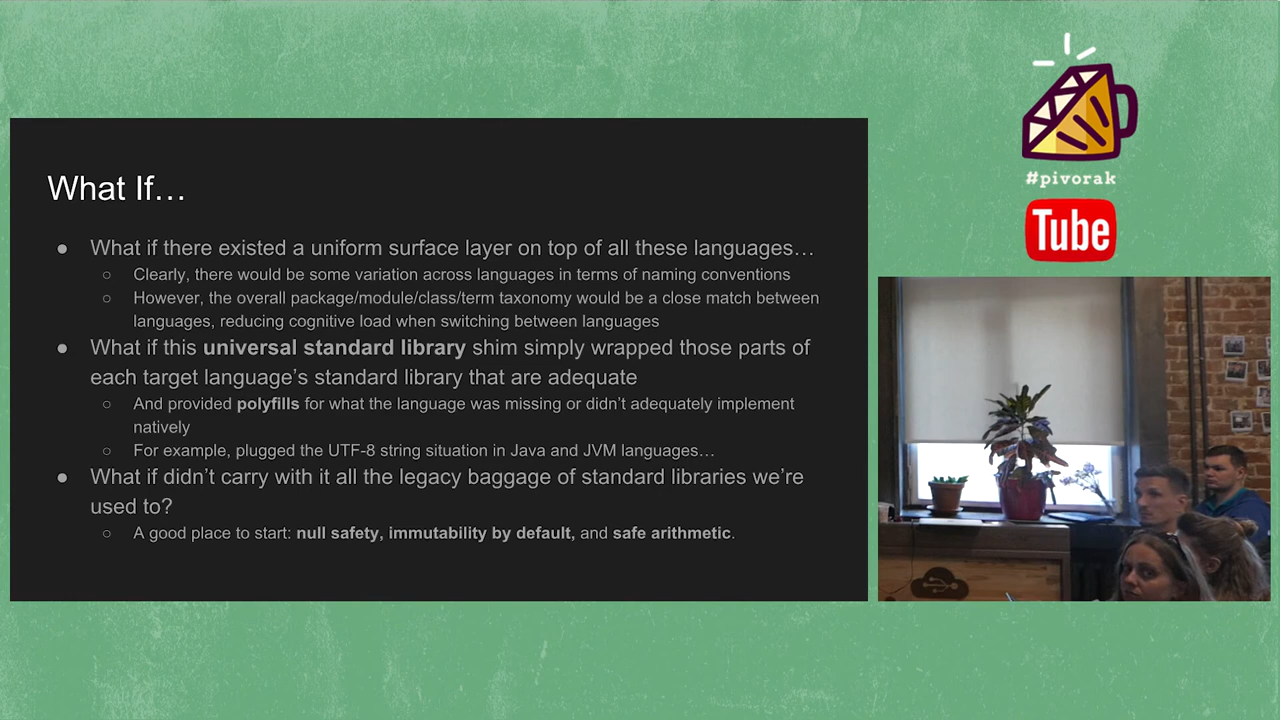 What If…
● What if there existed a uniform surface layer on top of all these languages…
○ Clearly, there would be some variation across languages in terms of naming conventions
○ However, the overall package/module/class/term taxonomy would be a close match between
languages, reducing cognitive load when switching between languages
● What if this universal standard library shim simply wrapped those parts of
each target language’s standard library that are adequate
○ And provided polyfills for what the language was missing or didn’t adequately implement
natively
○ For example, plugged the UTF-8 string situation in Java and JVM languages…
● What if didn’t carry with it all the legacy baggage of standard libraries we’re
used to?
○ A good place to start: null safety, immutability by default, and safe arithmetic.
#pivorak
Tube